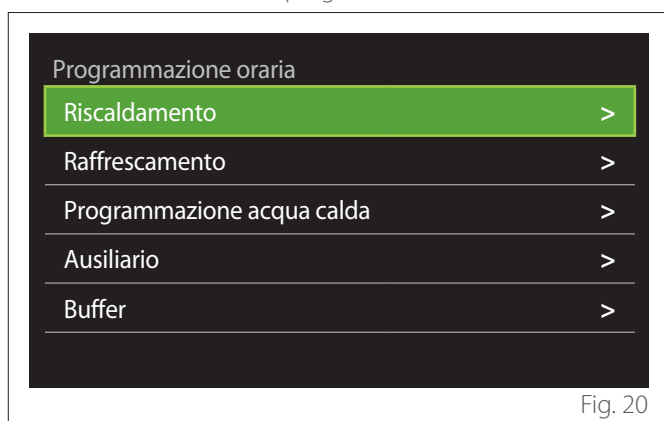 Programmazione oraria
Riscaldamento >
Raffrescamento >
Programmazione acqua calda >
Ausiliario >
Buffer >
Fig. 20